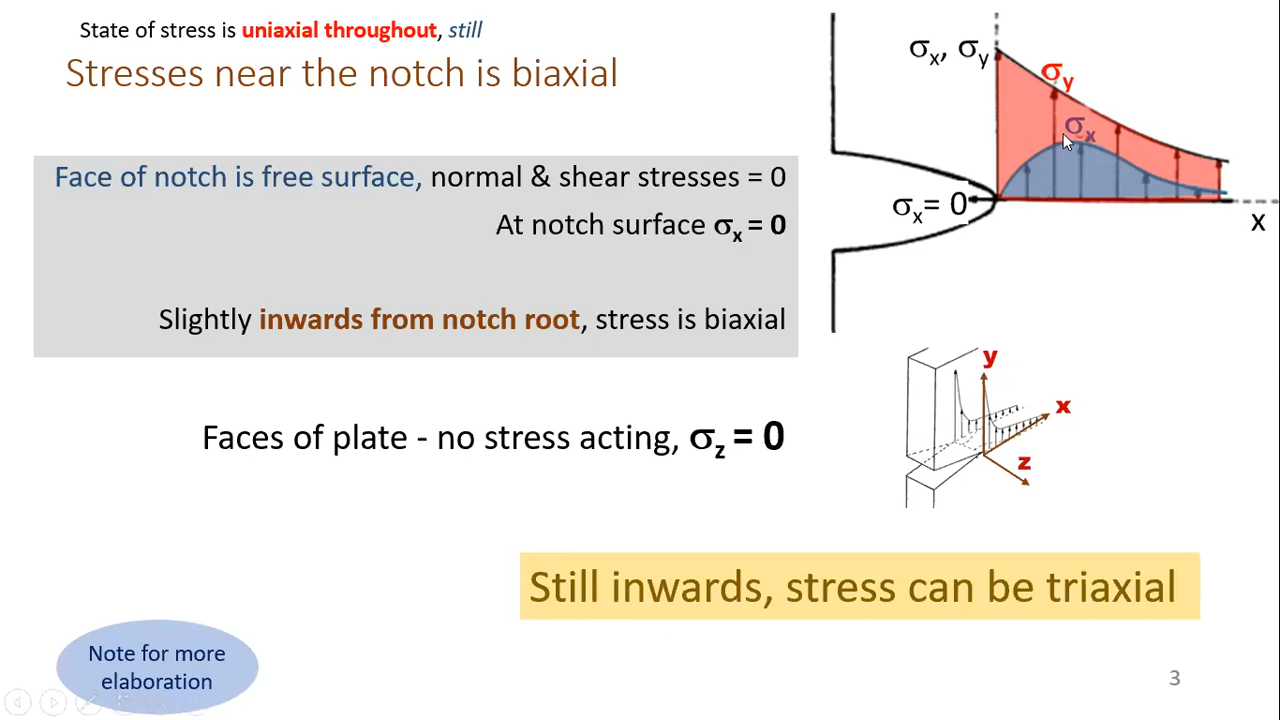 State of stress is uniaxial throughout, still
Stresses near the notch is biaxial
Face of notch is free surface, normal & shear stresses = 0
At notch surface σx = 0
Slightly inwards from notch root, stress is biaxial
Faces of plate - no stress acting, σz = 0
Still inwards, stress can be triaxial
Note for more
elaboration
σx, σy
σy
σx
σx= 0
x
y
x
z
3